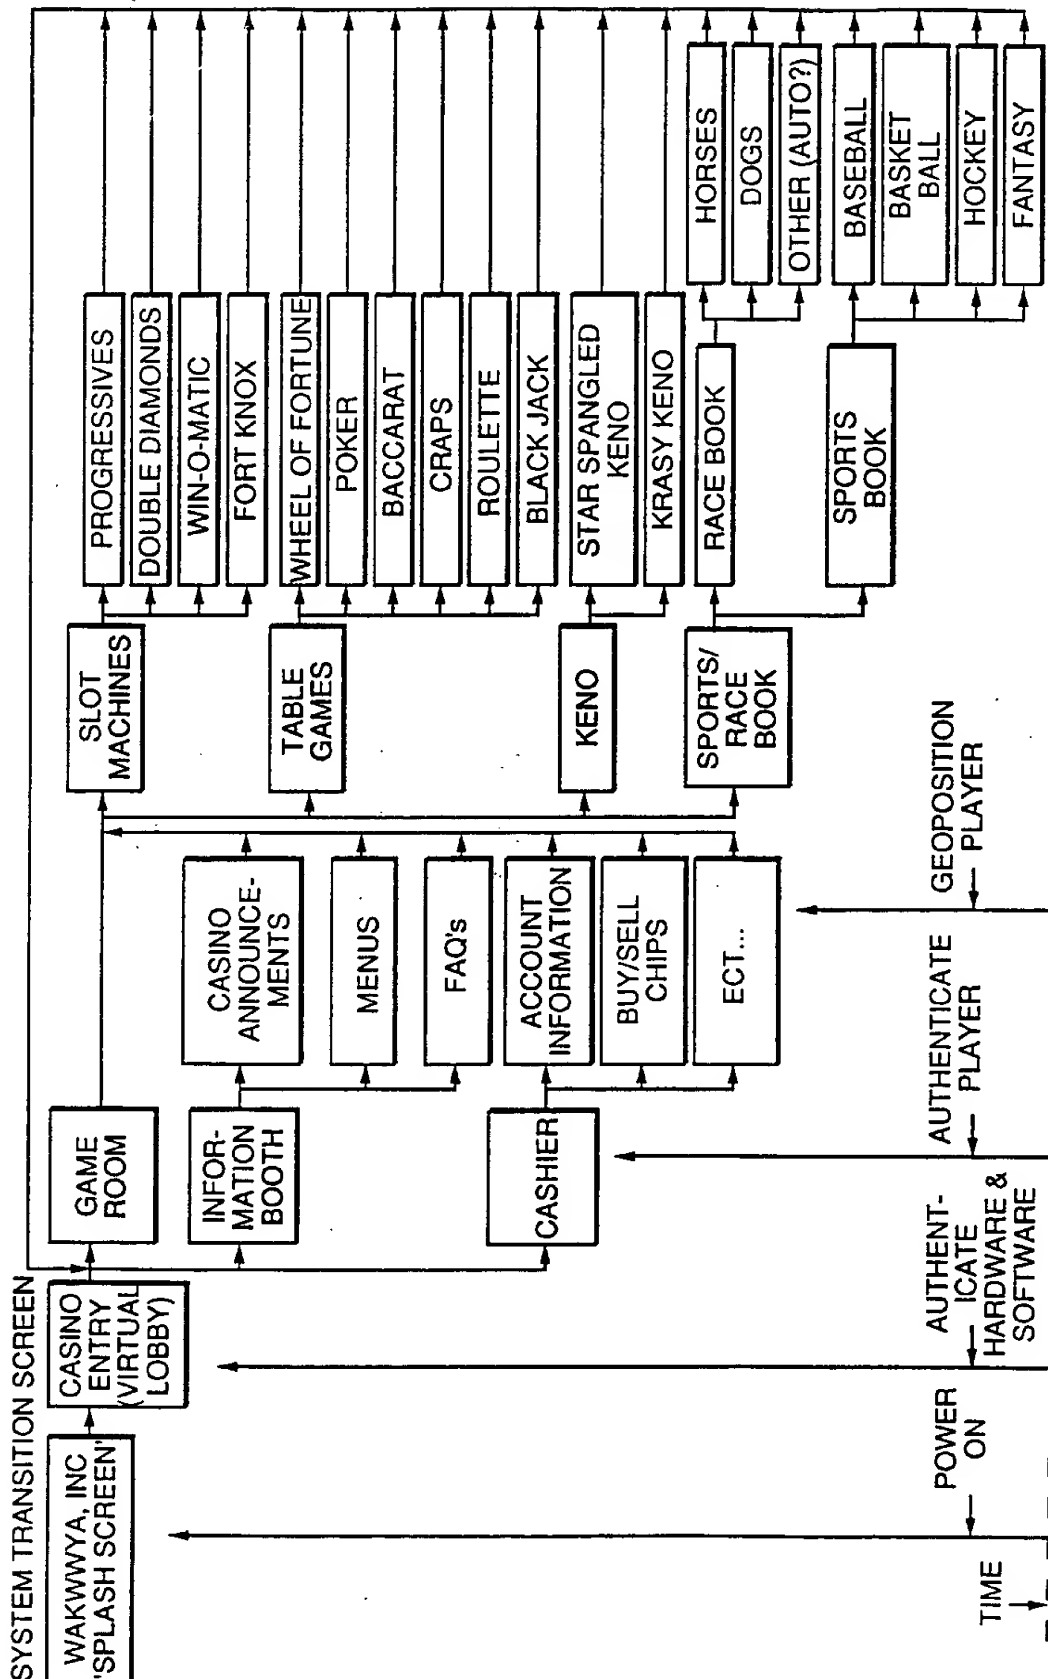 SYSTEM TRANSITION SCREEN
WAKWWYA, INC
'SPLASH SCREEN'
CASINO
ENTRY
(VIRTUAL
LOBBY)
GAME
ROOM
INFOR-
MATION
BOOTH
CASHIER
CASINO
ANNOUNCE-
MENTS
MENUS
FAQ's
ACCOUNT
INFORMATION
BUY/SELL
CHIPS
ECT...
SLOT
MACHINES
TABLE
GAMES
KENO
SPORTS/
RACE
BOOK
PROGRESSIVES
DOUBLE DIAMONDS
WIN-O-MATIC
FORT KNOX
WHEEL OF FORTUNE
POKER
BACCARAT
CRAPS
ROULETTE
BLACK JACK
STAR SPANGLED
KENO
KRASY KENO
RACE BOOK
SPORTS
BOOK
HORSES
DOGS
OTHER (AUTO?)
BASEBALL
BASKET
BALL
HOCKEY
FANTASY
TIME
POWER
ON
AUTHENT-
ICATE
HARDWARE &
SOFTWARE
AUTHENTICATE
PLAYER
GEOPOSITION
PLAYER